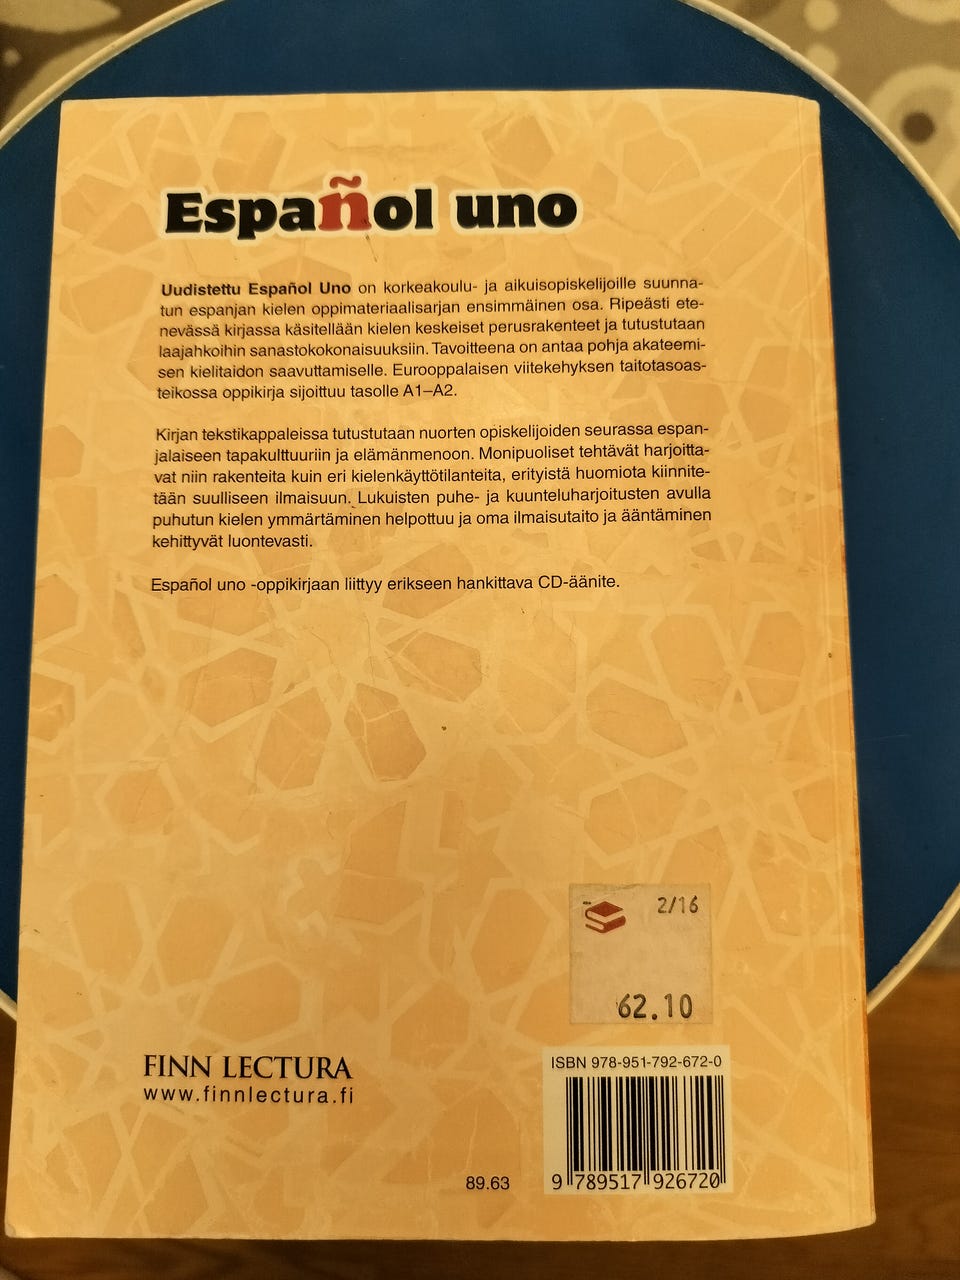 Español uno
Uudistettu Español Uno on korkeakoulu- ja aikuisopiskelijoille suunna-
tun espanjan kielen oppimateriaalisarjan ensimmäinen osa. Ripeästi ete-
nevässä kirjassa käsitellään kielen keskeiset perusrakenteet ja tutustutaan
laajahkoihin sanastokokonaisuuksiin. Tavoitteena on antaa pohja akateemi-
sen kielitaidon saavuttamiselle. Eurooppalaisen viitekehyksen taitotasoas-
teikossa oppikirja sijoittuu tasolle A1–A2.
Kirjan tekstikappaleissa tutustutaan nuorten opiskelijoiden seurassa espan-
jalaiseen tapakulttuuriin ja elämänmenoon. Monipuoliset tehtävät harjoitta-
vat niin rakenteita kuin eri kielenkäyttötilanteita, erityistä huomiota kiinnite-
tään suulliseen ilmaisuun. Lukuisten puhe- ja kuunteluharjoitusten avulla
puhutun kielen ymmärtäminen helpottuu ja oma ilmaisutaito ja ääntäminen
kehittyvät luontevasti.
Español uno -oppikirjaan liittyy erikseen hankittava CD-äänite.
2/16
62.10
FINN LECTURA
www.finnlectura.fi
ISBN 978-951-792-672-0
89.63
9 789517 926720